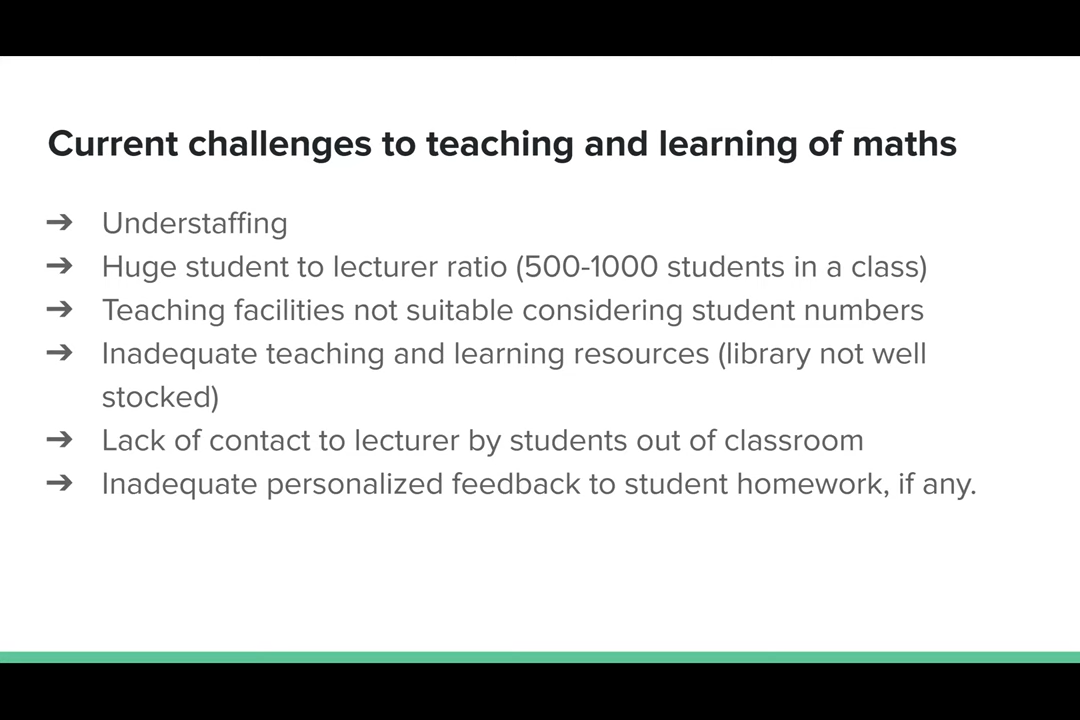 Current challenges to teaching and learning of maths
➔ Understaffing
➔ Huge student to lecturer ratio (500-1000 students in a class)
➔ Teaching facilities not suitable considering student numbers
➔ Inadequate teaching and learning resources (library not well
stocked)
➔ Lack of contact to lecturer by students out of classroom
➔ Inadequate personalized feedback to student homework, if any.